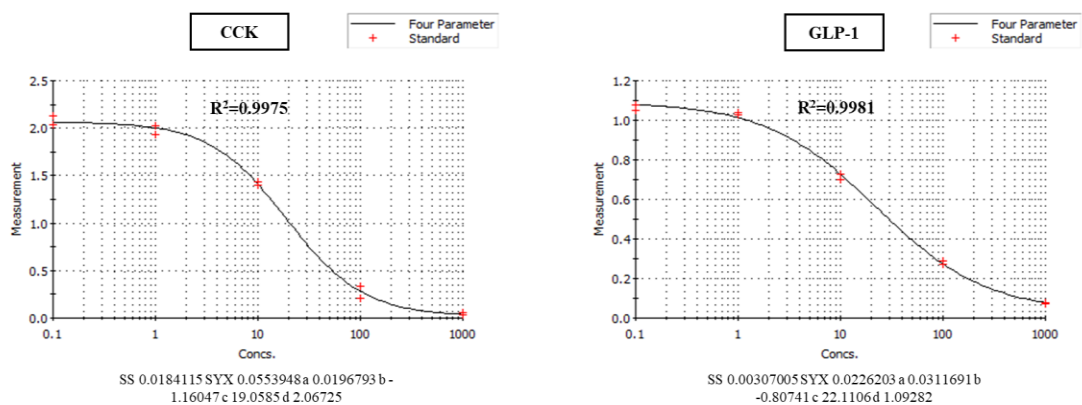 CCK
Four Parameter
Standard
R²=0.9975
2.5
2.0
1.5
1.0
0.5
0.0
Measurement
0.1 1 10 100 1000
Concs.
SS 0.0184115 SYX 0.0553948 a 0.0196793 b -
1.16047 c 19.0585 d 2.06725
GLP-1
Four Parameter
Standard
R²=0.9981
1.2
1.0
0.8
0.6
0.4
0.2
0.0
Measurement
0.1 1 10 100 1000
Concs.
SS 0.00307005 SYX 0.0226203 a 0.0311691 b
-0.80741 c 22.1106 d 1.09282